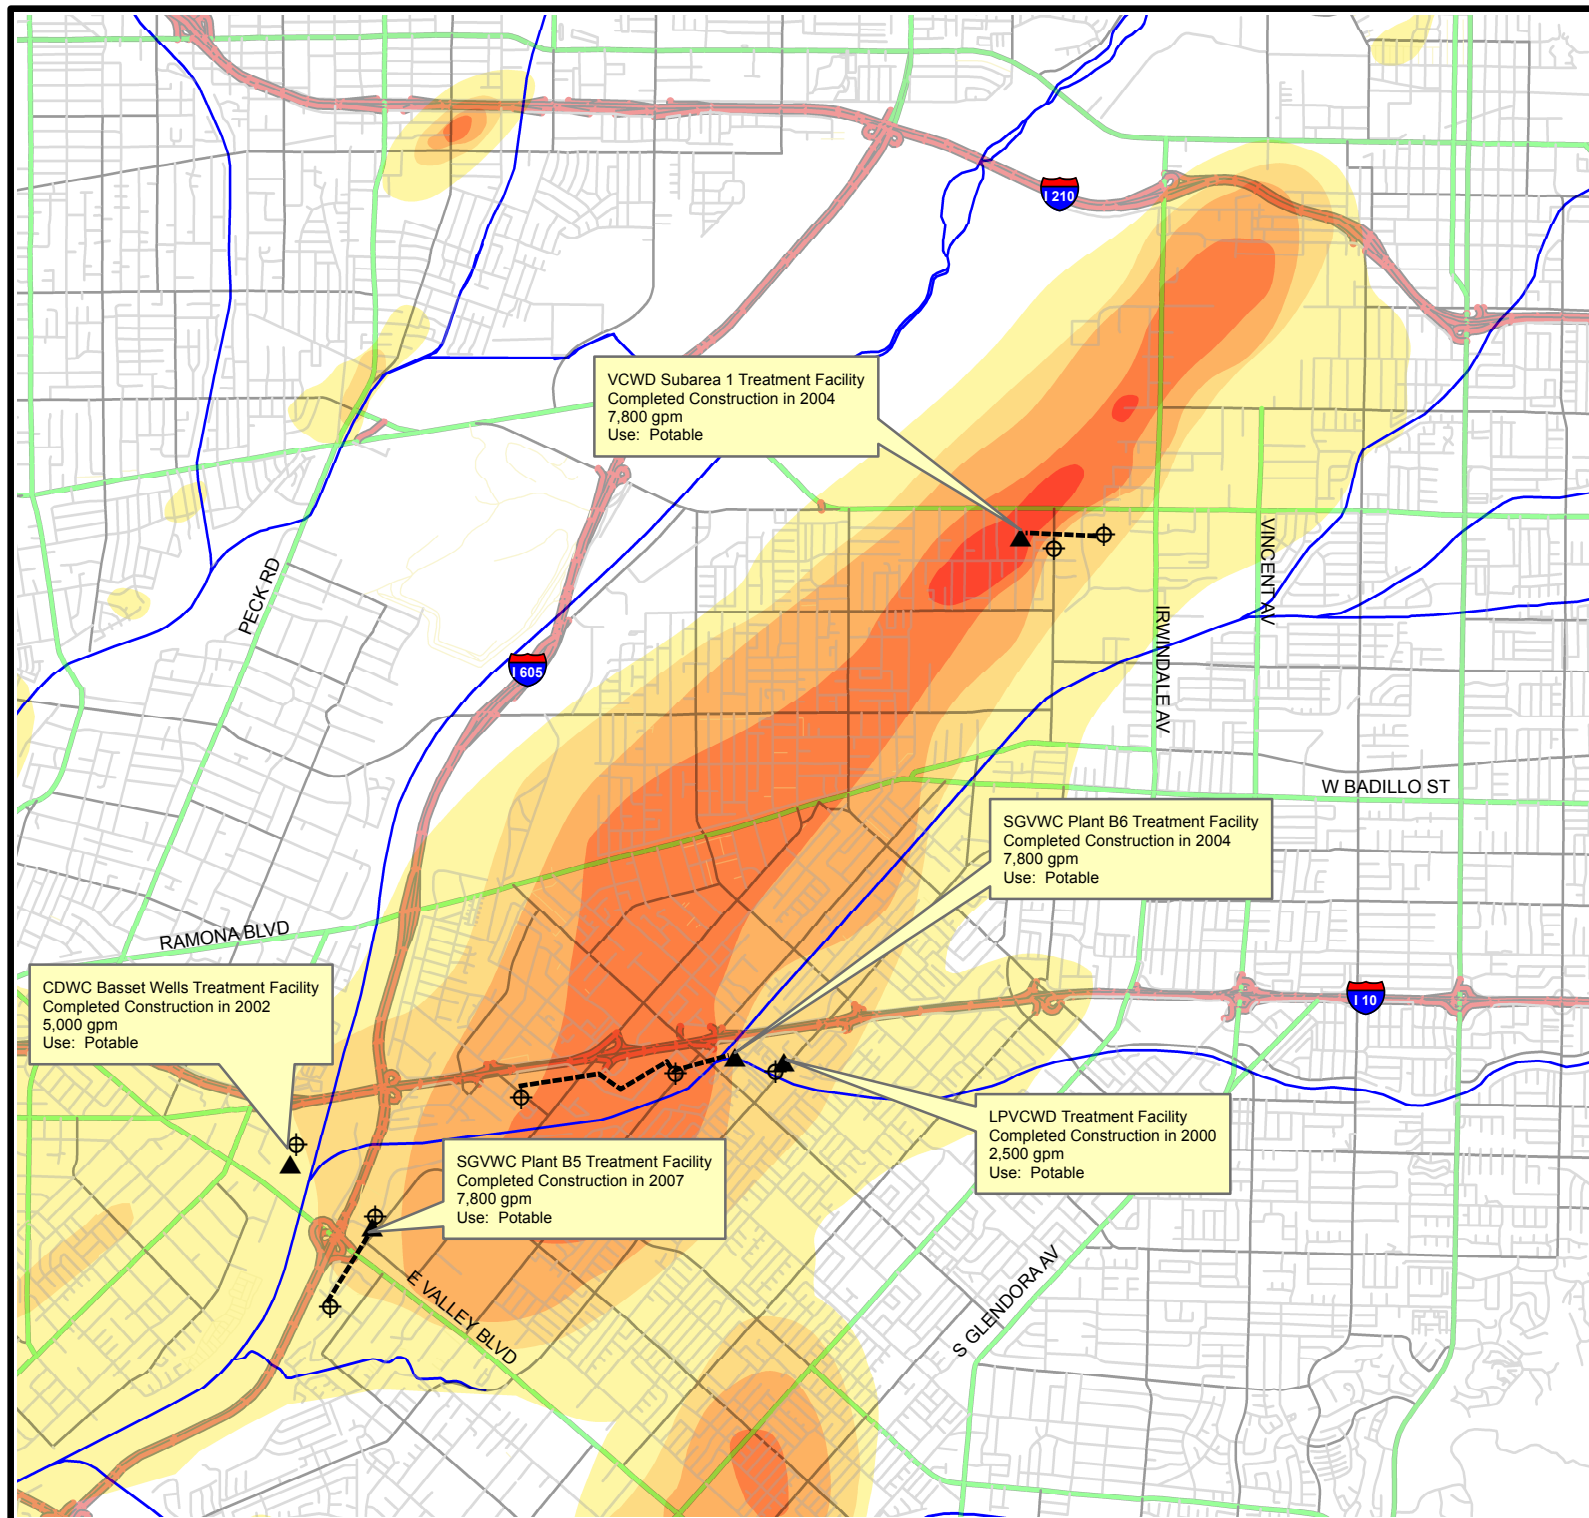 I 210
VCWD Subarea 1 Treatment Facility
Completed Construction in 2004
7,800 gpm
Use: Potable
PECK RD
VINCENT AV
IRWINDALE AV
I 605
W BADILLO ST
SGVWC Plant B6 Treatment Facility
Completed Construction in 2004
7,800 gpm
Use: Potable
RAMONA BLVD
CDWC Basset Wells Treatment Facility
Completed Construction in 2002
5,000 gpm
Use: Potable
I 10
LPVCWD Treatment Facility
Completed Construction in 2000
2,500 gpm
Use: Potable
SGVWC Plant B5 Treatment Facility
Completed Construction in 2007
7,800 gpm
Use: Potable
E VALLEY BLVD
S GLENDORA AV